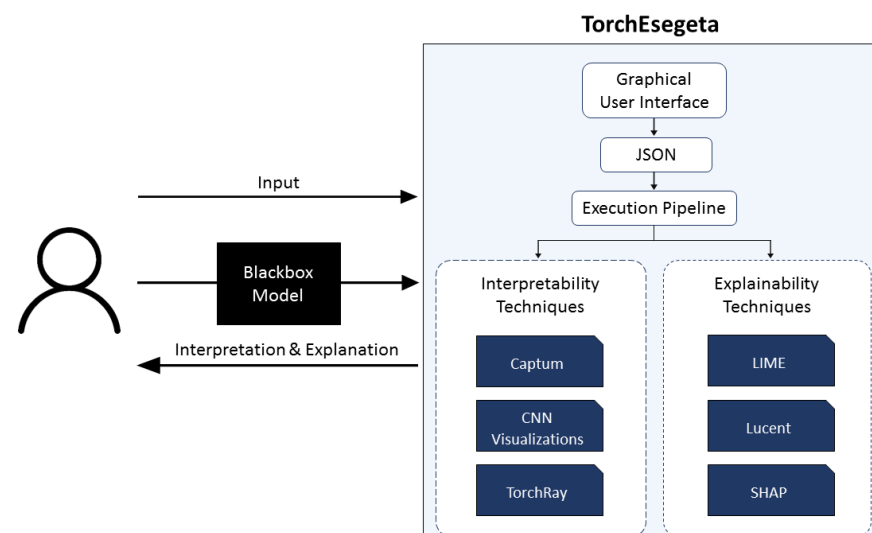 TorchEsegeta
Graphical
User Interface
JSON
Execution Pipeline
Input
Blackbox
Model
Interpretation & Explanation
Interpretability
Techniques
Captum
CNN
Visualizations
TorchRay
Explainability
Techniques
LIME
Lucent
SHAP